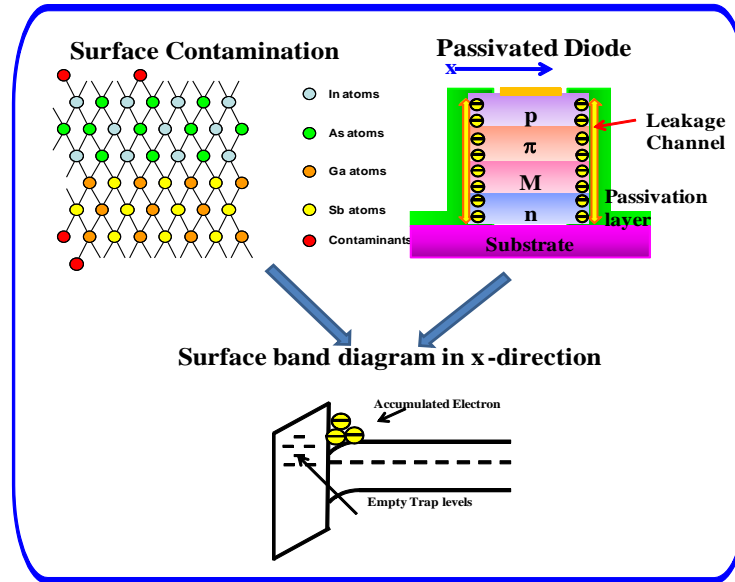 Surface Contamination
In atoms
As atoms
Ga atoms
Sb atoms
Contaminants
Passivated Diode
x
p
π
M
n
Substrate
Leakage
Channel
Passivation
layer
Surface band diagram in x-direction
Accumulated Electron
Empty Trap levels